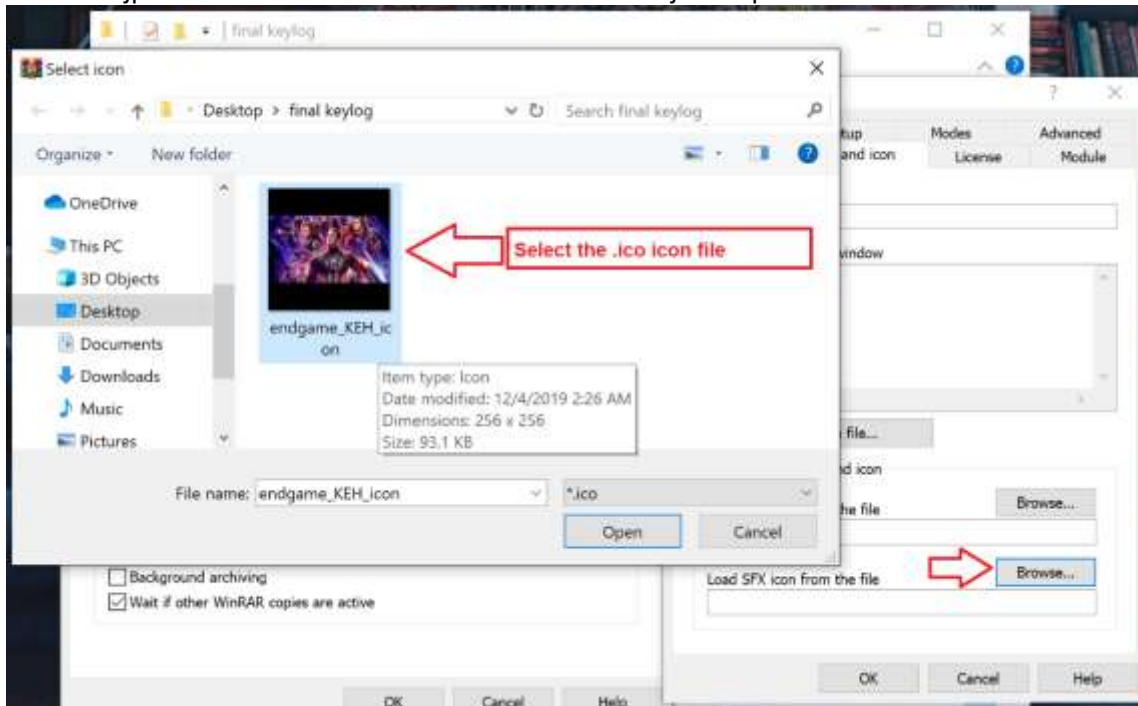 final keylog
Select icon
Desktop > final keylog
Search final keylog
Organize
New folder
OneDrive
This PC
3D Objects
Desktop
Documents
Downloads
Music
Pictures
endgame_KEH_ic
on
Select the .ico icon file
Item type: Icon
Date modified: 12/4/2019 2:26 AM
Dimensions: 256 x 256
Size: 93.1 KB
File name:
endgame_KEH_icon
*.ico
Open
Cancel
Modes
Advanced
and icon
License
Module
file...
icon
the file
Browse...
Load SFX icon from the file
Browse...
Background archiving
Wait if other WinRAR copies are active
OK
Cancel
Help
OK
Cancel
Help